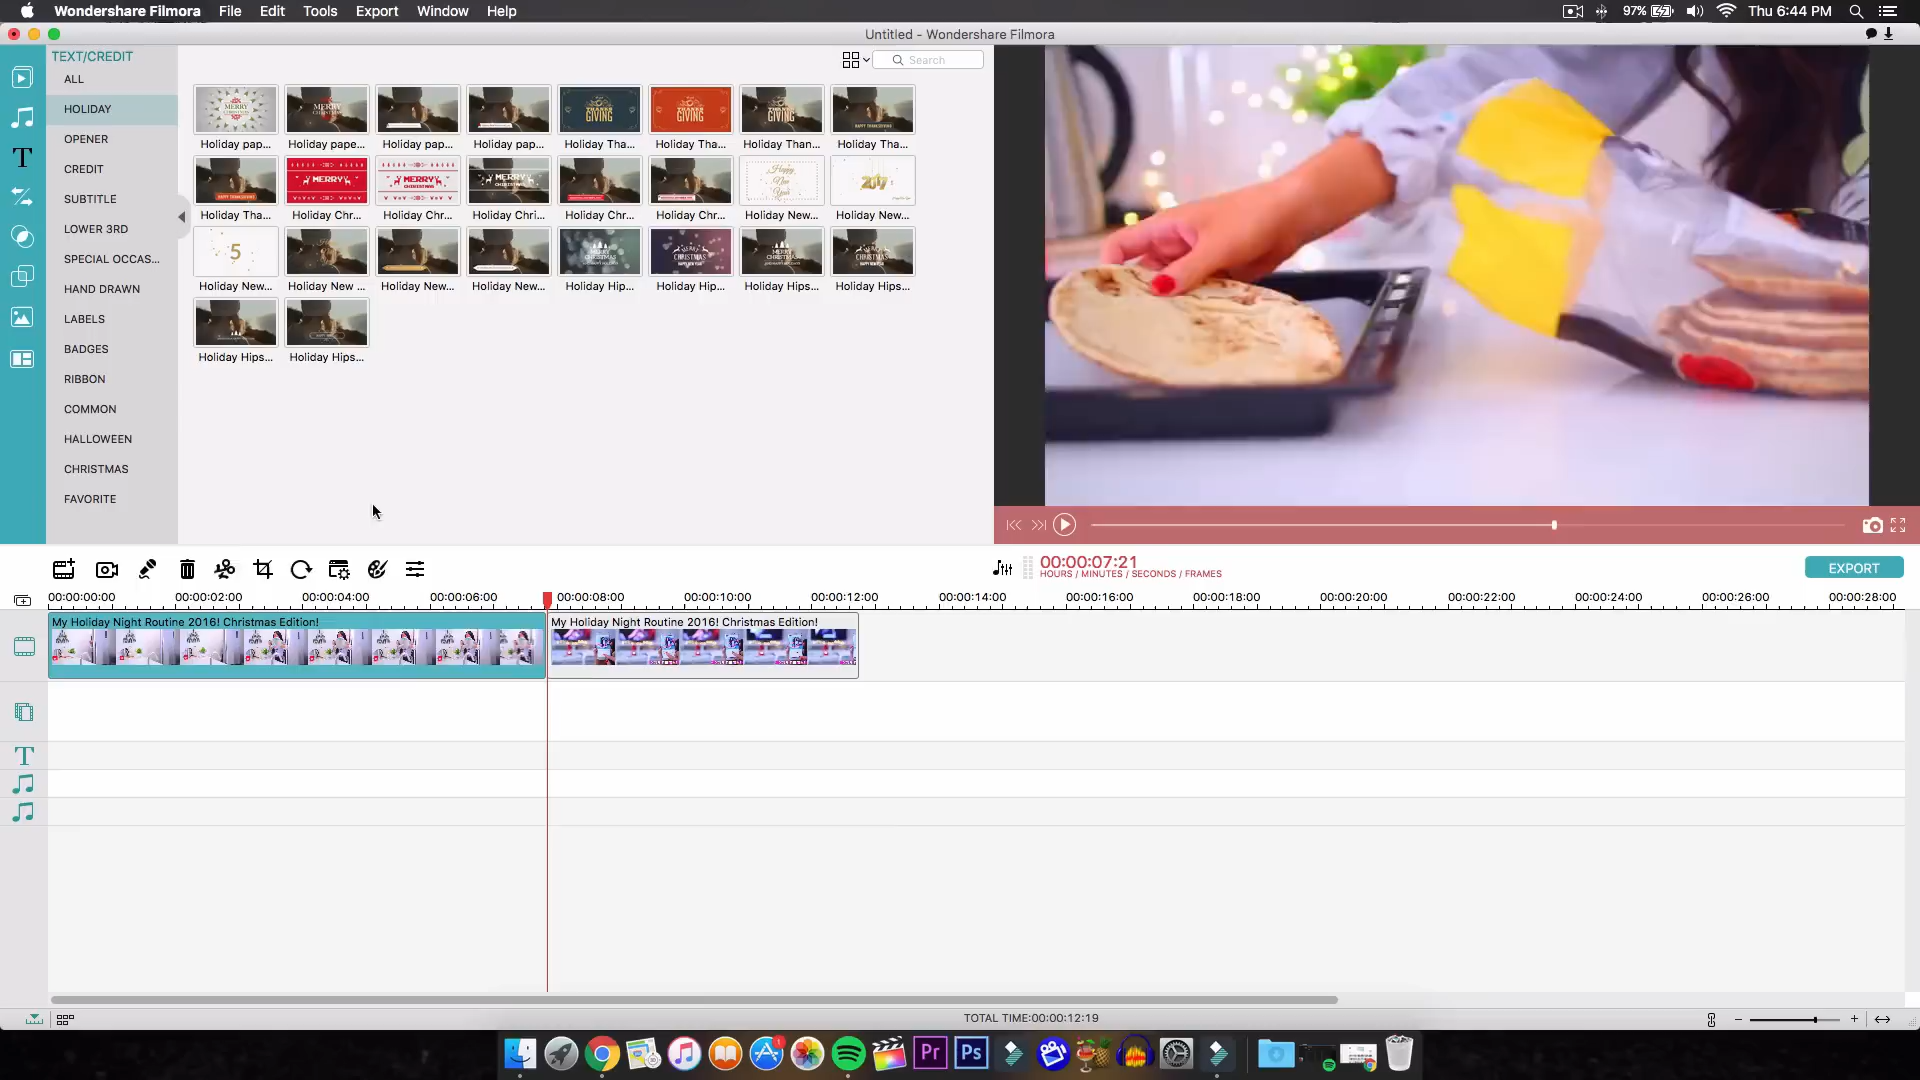 Wondershare Filmora File Edit Tools Export Window Help
97% Thu 6:44 PM
Untitled - Wondershare Filmora
TEXT/CREDIT
ALL
HOLIDAY
OPENER
CREDIT
SUBTITLE
LOWER 3RD
SPECIAL OCCAS...
HAND DRAWN
LABELS
BADGES
RIBBON
COMMON
HALLOWEEN
CHRISTMAS
FAVORITE
Search
Holiday pap... Holiday pape... Holiday pap... Holiday pap... Holiday Tha... Holiday Tha... Holiday Than... Holiday Tha...
Holiday Tha... Holiday Chr... Holiday Chr... Holiday Chri... Holiday Chr... Holiday Chr... Holiday New... Holiday New...
Holiday New... Holiday New ... Holiday New... Holiday New... Holiday Hip... Holiday Hip... Holiday Hips... Holiday Hips...
Holiday Hips... Holiday Hips...
00:00:07:21
HOURS / MINUTES / SECONDS / FRAMES
EXPORT
00:00:00:00 00:00:02:00 00:00:04:00 00:00:06:00 00:00:08:00 00:00:10:00 00:00:12:00 00:00:14:00 00:00:16:00 00:00:18:00 00:00:20:00 00:00:22:00 00:00:24:00 00:00:26:00 00:00:28:00
My Holiday Night Routine 2016! Christmas Edition! My Holiday Night Routine 2016! Christmas Edition!
TOTAL TIME:00:00:12:19
Pr Ps